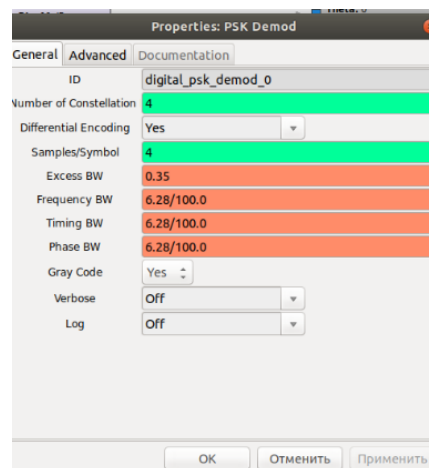 Theta: 0
Properties: PSK Demod
General Advanced Documentation
ID digital_psk_demod_0
Number of Constellation 4
Differential Encoding Yes
Samples/Symbol 4
Excess BW 0.35
Frequency BW 6.28/100.0
Timing BW 6.28/100.0
Phase BW 6.28/100.0
Gray Code Yes
Verbose Off
Log Off
OK Отменить Применить